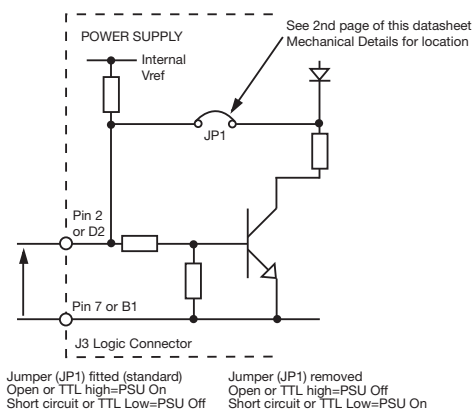 See 2nd page of this datasheet
Mechanical Details for location
POWER SUPPLY
Internal
Vref
JP1
Pin 2
or D2
Pin 7 or B1
J3 Logic Connector
Jumper (JP1) fitted (standard)
Open or TTL high=PSU On
Short circuit or TTL Low=PSU Off
Jumper (JP1) removed
Open or TTL high=PSU Off
Short circuit or TTL Low=PSU On